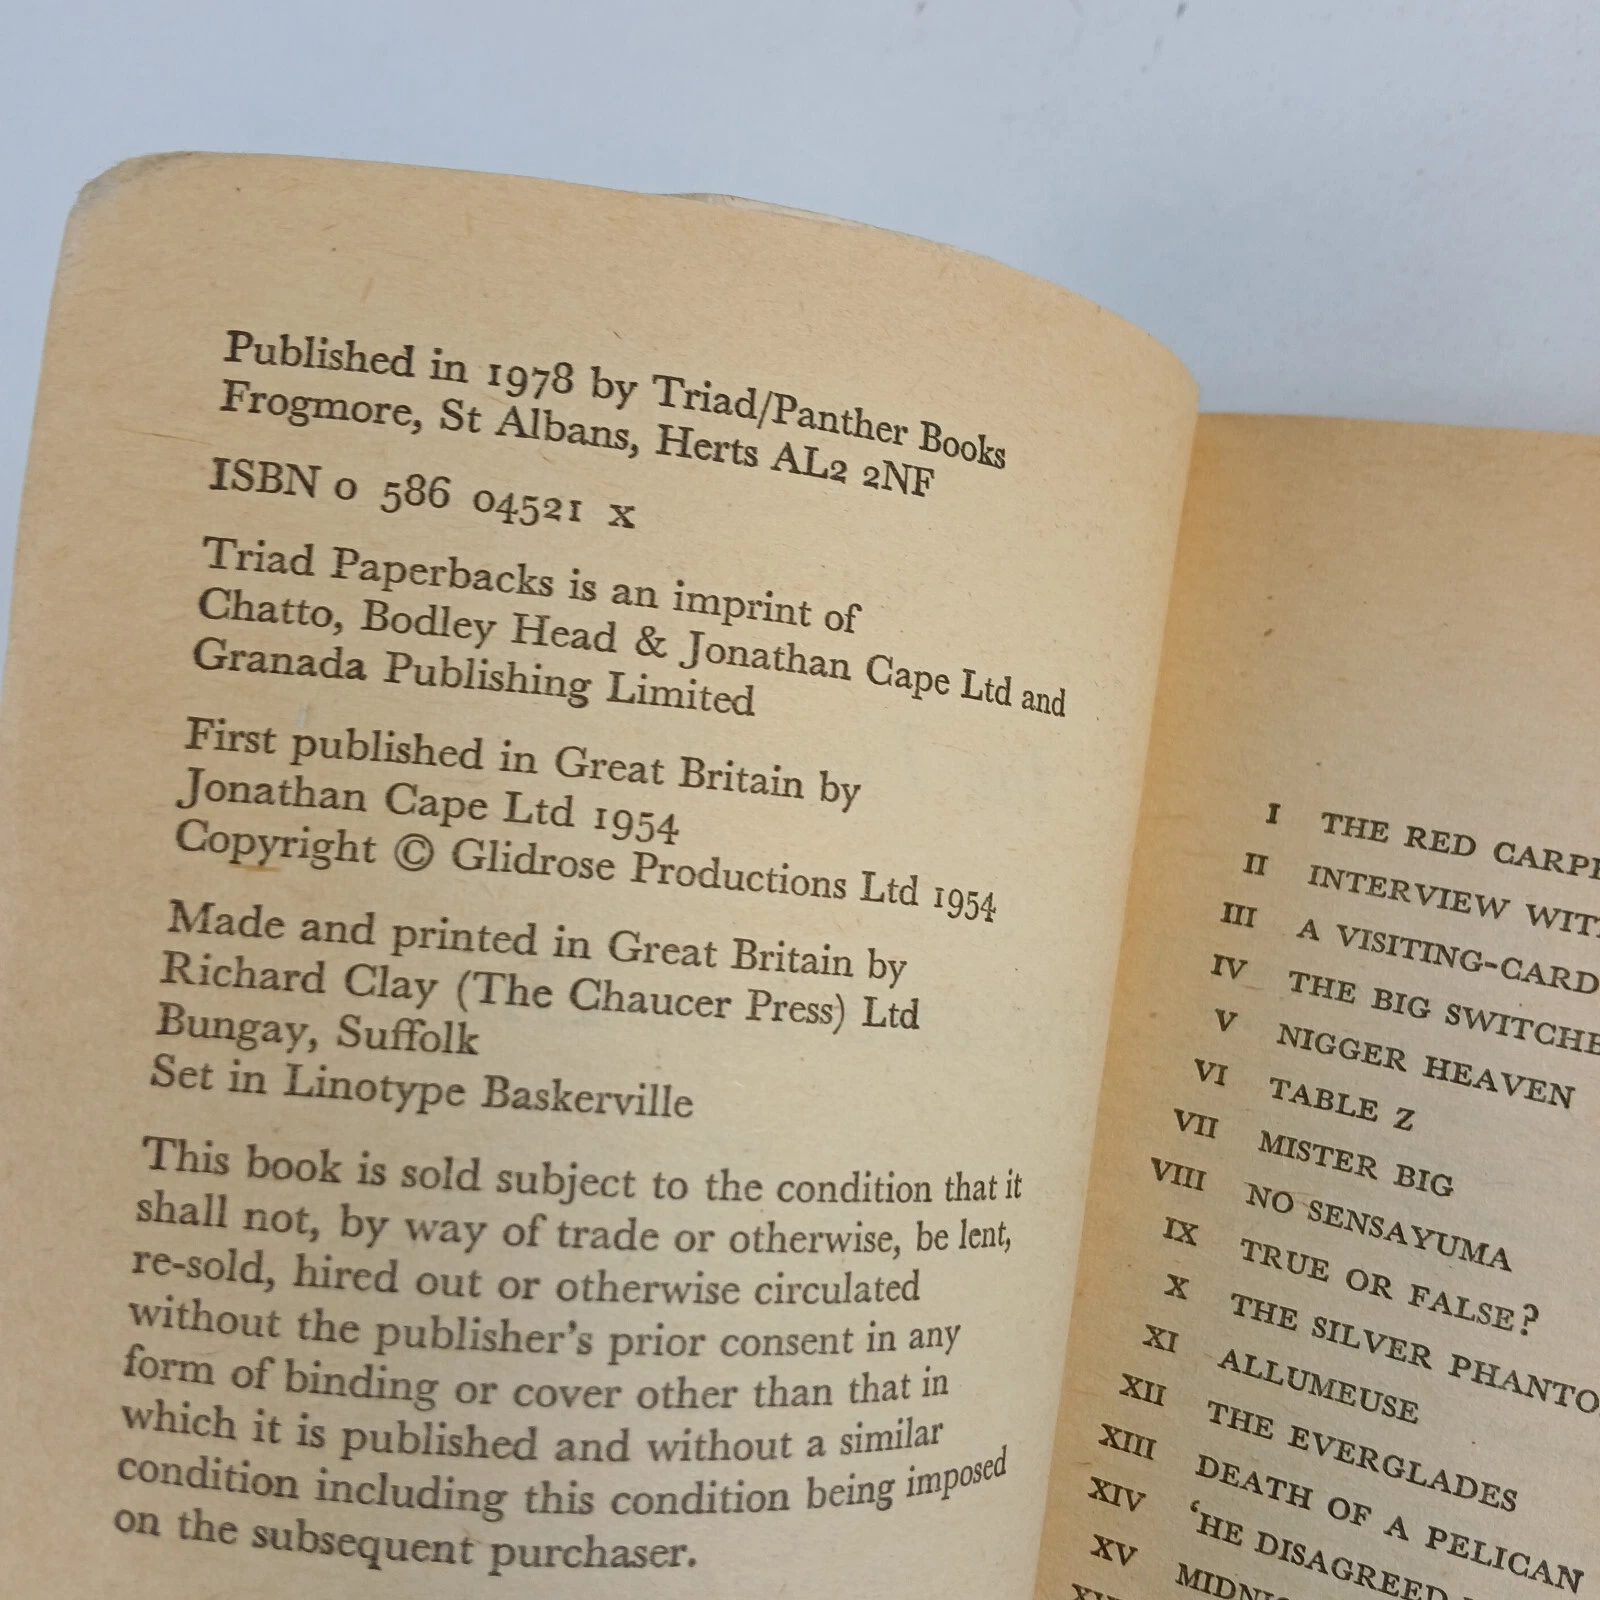 Published in 1978 by Triad/Panther Books
Frogmore, St Albans, Herts AL2 2NF
ISBN 0 586 04521 X
Triad Paperbacks is an imprint of
Chatto, Bodley Head & Jonathan Cape Ltd and
Granada Publishing Limited
First published in Great Britain by
Jonathan Cape Ltd 1954
Copyright © Glidrose Productions Ltd 1954
Made and printed in Great Britain by
Richard Clay (The Chaucer Press) Ltd
Bungay, Suffolk
Set in Linotype Baskerville
This book is sold subject to the condition that it
shall not, by way of trade or otherwise, be lent,
re-sold, hired out or otherwise circulated
without the publisher's prior consent in any
form of binding or cover other than that in
which it is published and without a similar
condition including this condition being imposed
on the subsequent purchaser.
I THE RED
II INTERVIEW
III A VISITING-CARD
IV THE BIG
V NIGGER HEAVEN
VI TABLE Z
VII MISTER BIG
VIII NO SENSAYUMA
IX TRUE OR FALSE?
X THE SILVER
XI ALLUMEUSE
XII THE EVERGLADES
XIII DEATH OF A PELICAN
XIV 'HE DISAGREED
XV